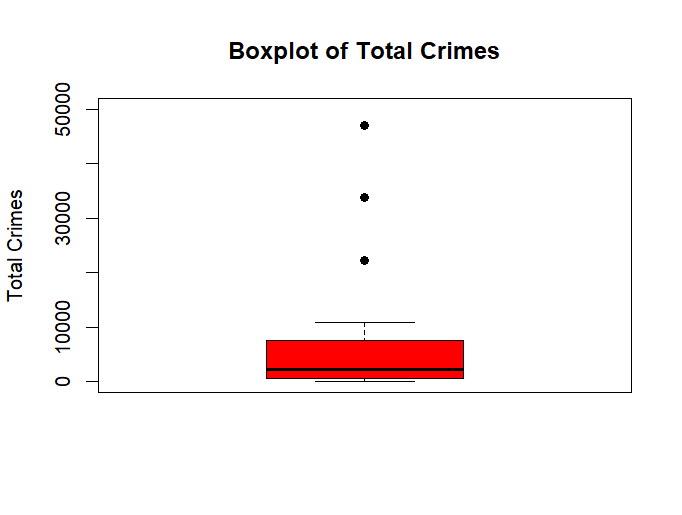 Boxplot of Total Crimes
Total Crimes
50000
30000
10000
0